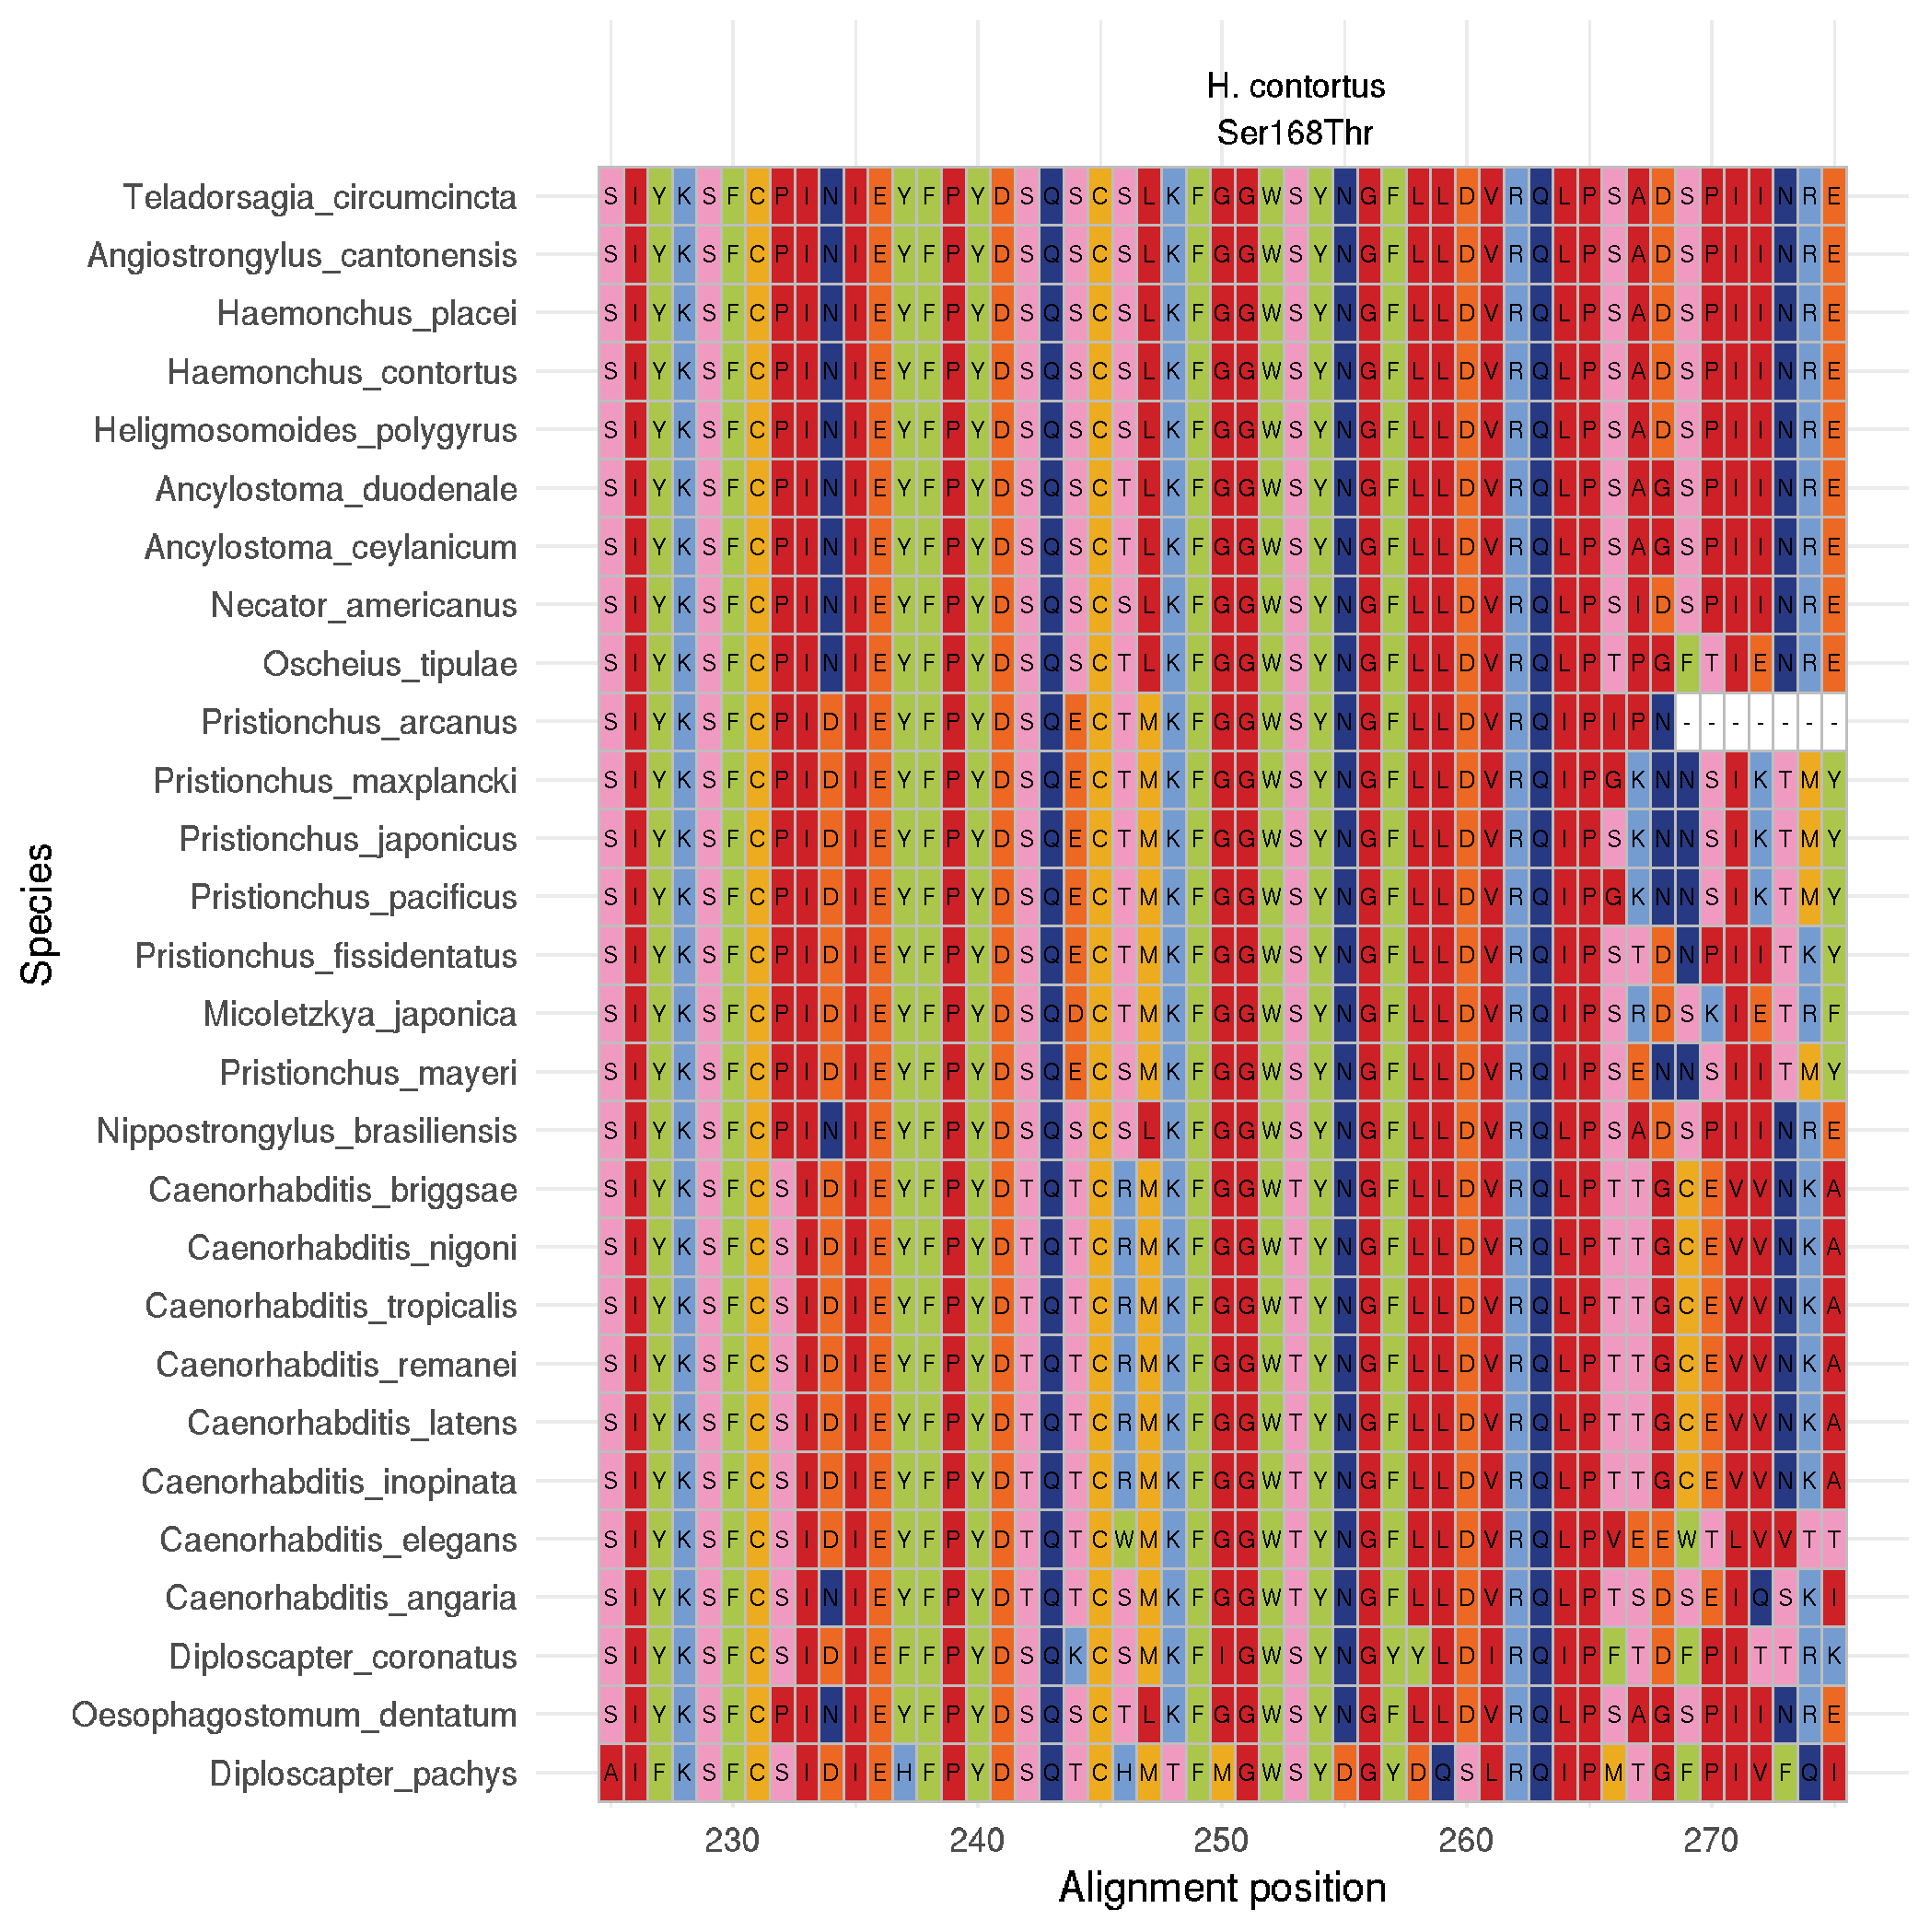 H. contortus
Ser168Thr
Teladorsagia_circumcincta S I Y K S F C P I N I E Y F P Y D S Q S C S L K F G G W S Y N G F L L D V R Q L P S A D S P I I N R E
Angiostrongylus_cantonensis S I Y K S F C P I N I E Y F P Y D S Q S C S L K F G G W S Y N G F L L D V R Q L P S A D S P I I N R E
Haemonchus_placei S I Y K S F C P I N I E Y F P Y D S Q S C S L K F G G W S Y N G F L L D V R Q L P S A D S P I I N R E
Haemonchus_contortus S I Y K S F C P I N I E Y F P Y D S Q S C S L K F G G W S Y N G F L L D V R Q L P S A D S P I I N R E
Heligmosomoides_polygyrus S I Y K S F C P I N I E Y F P Y D S Q S C S L K F G G W S Y N G F L L D V R Q L P S A D S P I I N R E
Ancylostoma_duodenale S I Y K S F C P I N I E Y F P Y D S Q S C T L K F G G W S Y N G F L L D V R Q L P S A G S P I I N R E
Ancylostoma_ceylanicum S I Y K S F C P I N I E Y F P Y D S Q S C T L K F G G W S Y N G F L L D V R Q L P S A G S P I I N R E
Necator_americanus S I Y K S F C P I N I E Y F P Y D S Q S C S L K F G G W S Y N G F L L D V R Q L P S I D S P I I N R E
Oscheius_tipulae S I Y K S F C P I N I E Y F P Y D S Q S C T L K F G G W S Y N G F L L D V R Q L P T P G F T I E N R E
Pristionchus_arcanus S I Y K S F C P I D I E Y F P Y D S Q E C T M K F G G W S Y N G F L L D V R Q I P I P N - - - - - - -
Pristionchus_maxplancki S I Y K S F C P I D I E Y F P Y D S Q E C T M K F G G W S Y N G F L L D V R Q I P G K N N S I K T M Y
Pristionchus_japonicus S I Y K S F C P I D I E Y F P Y D S Q E C T M K F G G W S Y N G F L L D V R Q I P S K N N S I K T M Y
Pristionchus_pacificus S I Y K S F C P I D I E Y F P Y D S Q E C T M K F G G W S Y N G F L L D V R Q I P G K N N S I K T M Y
Pristionchus_fissidentatus S I Y K S F C P I D I E Y F P Y D S Q E C T M K F G G W S Y N G F L L D V R Q I P S T D N P I I T K Y
Micoletzkya_japonica S I Y K S F C P I D I E Y F P Y D S Q D C T M K F G G W S Y N G F L L D V R Q I P S R D S K I E T R F
Pristionchus_mayeri S I Y K S F C P I D I E Y F P Y D S Q E C S M K F G G W S Y N G F L L D V R Q I P S E N N S I I T M Y
Nippostrongylus_brasiliensis S I Y K S F C P I N I E Y F P Y D S Q S C S L K F G G W S Y N G F L L D V R Q L P S A D S P I I N R E
Caenorhabditis_briggsae S I Y K S F C S I D I E Y F P Y D T Q T C R M K F G G W T Y N G F L L D V R Q L P T T G C E V V N K A
Caenorhabditis_nigoni S I Y K S F C S I D I E Y F P Y D T Q T C R M K F G G W T Y N G F L L D V R Q L P T T G C E V V N K A
Caenorhabditis_tropicalis S I Y K S F C S I D I E Y F P Y D T Q T C R M K F G G W T Y N G F L L D V R Q L P T T G C E V V N K A
Caenorhabditis_remanei S I Y K S F C S I D I E Y F P Y D T Q T C R M K F G G W T Y N G F L L D V R Q L P T T G C E V V N K A
Caenorhabditis_latens S I Y K S F C S I D I E Y F P Y D T Q T C R M K F G G W T Y N G F L L D V R Q L P T T G C E V V N K A
Caenorhabditis_inopinata S I Y K S F C S I D I E Y F P Y D T Q T C R M K F G G W T Y N G F L L D V R Q L P T T G C E V V N K A
Caenorhabditis_elegans S I Y K S F C S I D I E Y F P Y D T Q T C W M K F G G W T Y N G F L L D V R Q L P V E E W T L V V T T
Caenorhabditis_angaria S I Y K S F C S I N I E Y F P Y D T Q T C S M K F G G W T Y N G F L L D V R Q L P T S D S E I Q S K I
Diploscapter_coronatus S I Y K S F C S I D I E F F P Y D S Q K C S M K F I G W S Y N G Y Y L D I R Q I P F T D F P I T T R K
Oesophagostomum_dentatum S I Y K S F C P I N I E Y F P Y D S Q S C T L K F G G W S Y N G F L L D V R Q L P S A G S P I I N R E
Diploscapter_pachys A I F K S F C S I D I E H F P Y D S Q T C H M T F M G W S Y D G Y D Q S L R Q I P M T G F P I V F Q I
230 240 250 260 270
Alignment position
Species